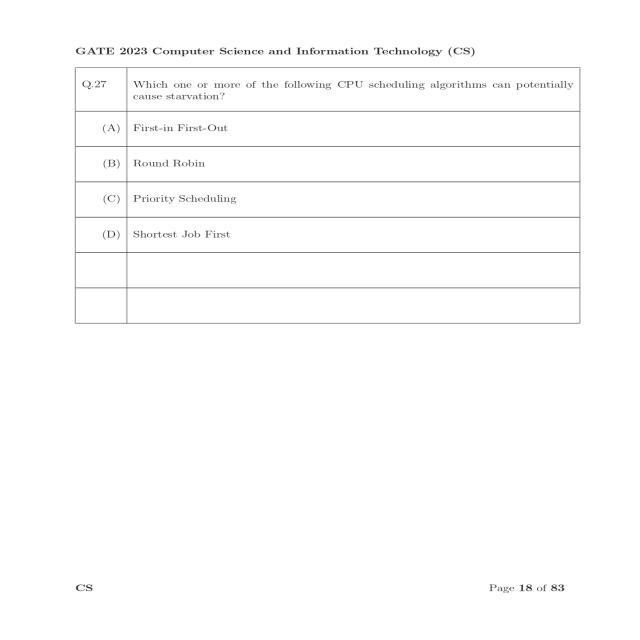 GATE 2023 Computer Science and Information Technology (CS)
Q.27 Which one or more of the following CPU scheduling algorithms can potentially
cause starvation?
(A) First-in First-Out
(B) Round Robin
(C) Priority Scheduling
(D) Shortest Job First
CS Page 18 of 83